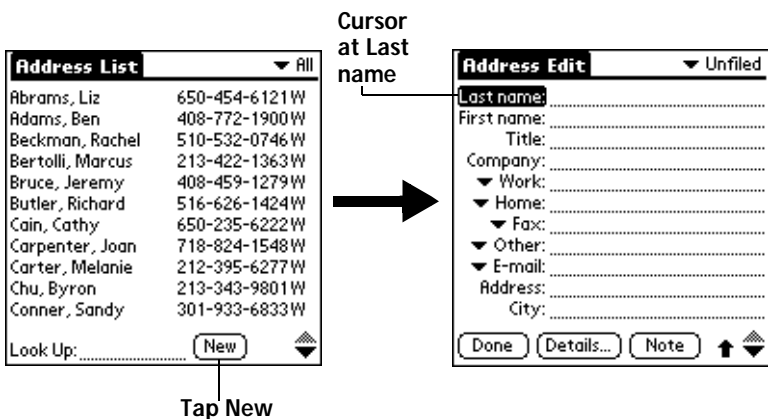 Cursor
at Last
name
Address List ▼ All
Abrams, Liz 650-454-6121W
Adams, Ben 408-772-1900W
Beckman, Rachel 510-532-0746W
Bertolli, Marcus 213-422-1363W
Bruce, Jeremy 408-459-1279W
Butler, Richard 516-626-1424W
Cain, Cathy 650-235-6222W
Carpenter, Joan 718-824-1548W
Carter, Melanie 212-395-6277W
Chu, Byron 213-343-9801W
Conner, Sandy 301-933-6833W
Look Up: New
Tap New
Address Edit ▼ Unfiled
Last name:
First name:
Title:
Company:
▼ Work:
▼ Home:
▼ Fax:
▼ Other:
▼ E-mail:
Address:
City:
Done Details... Note